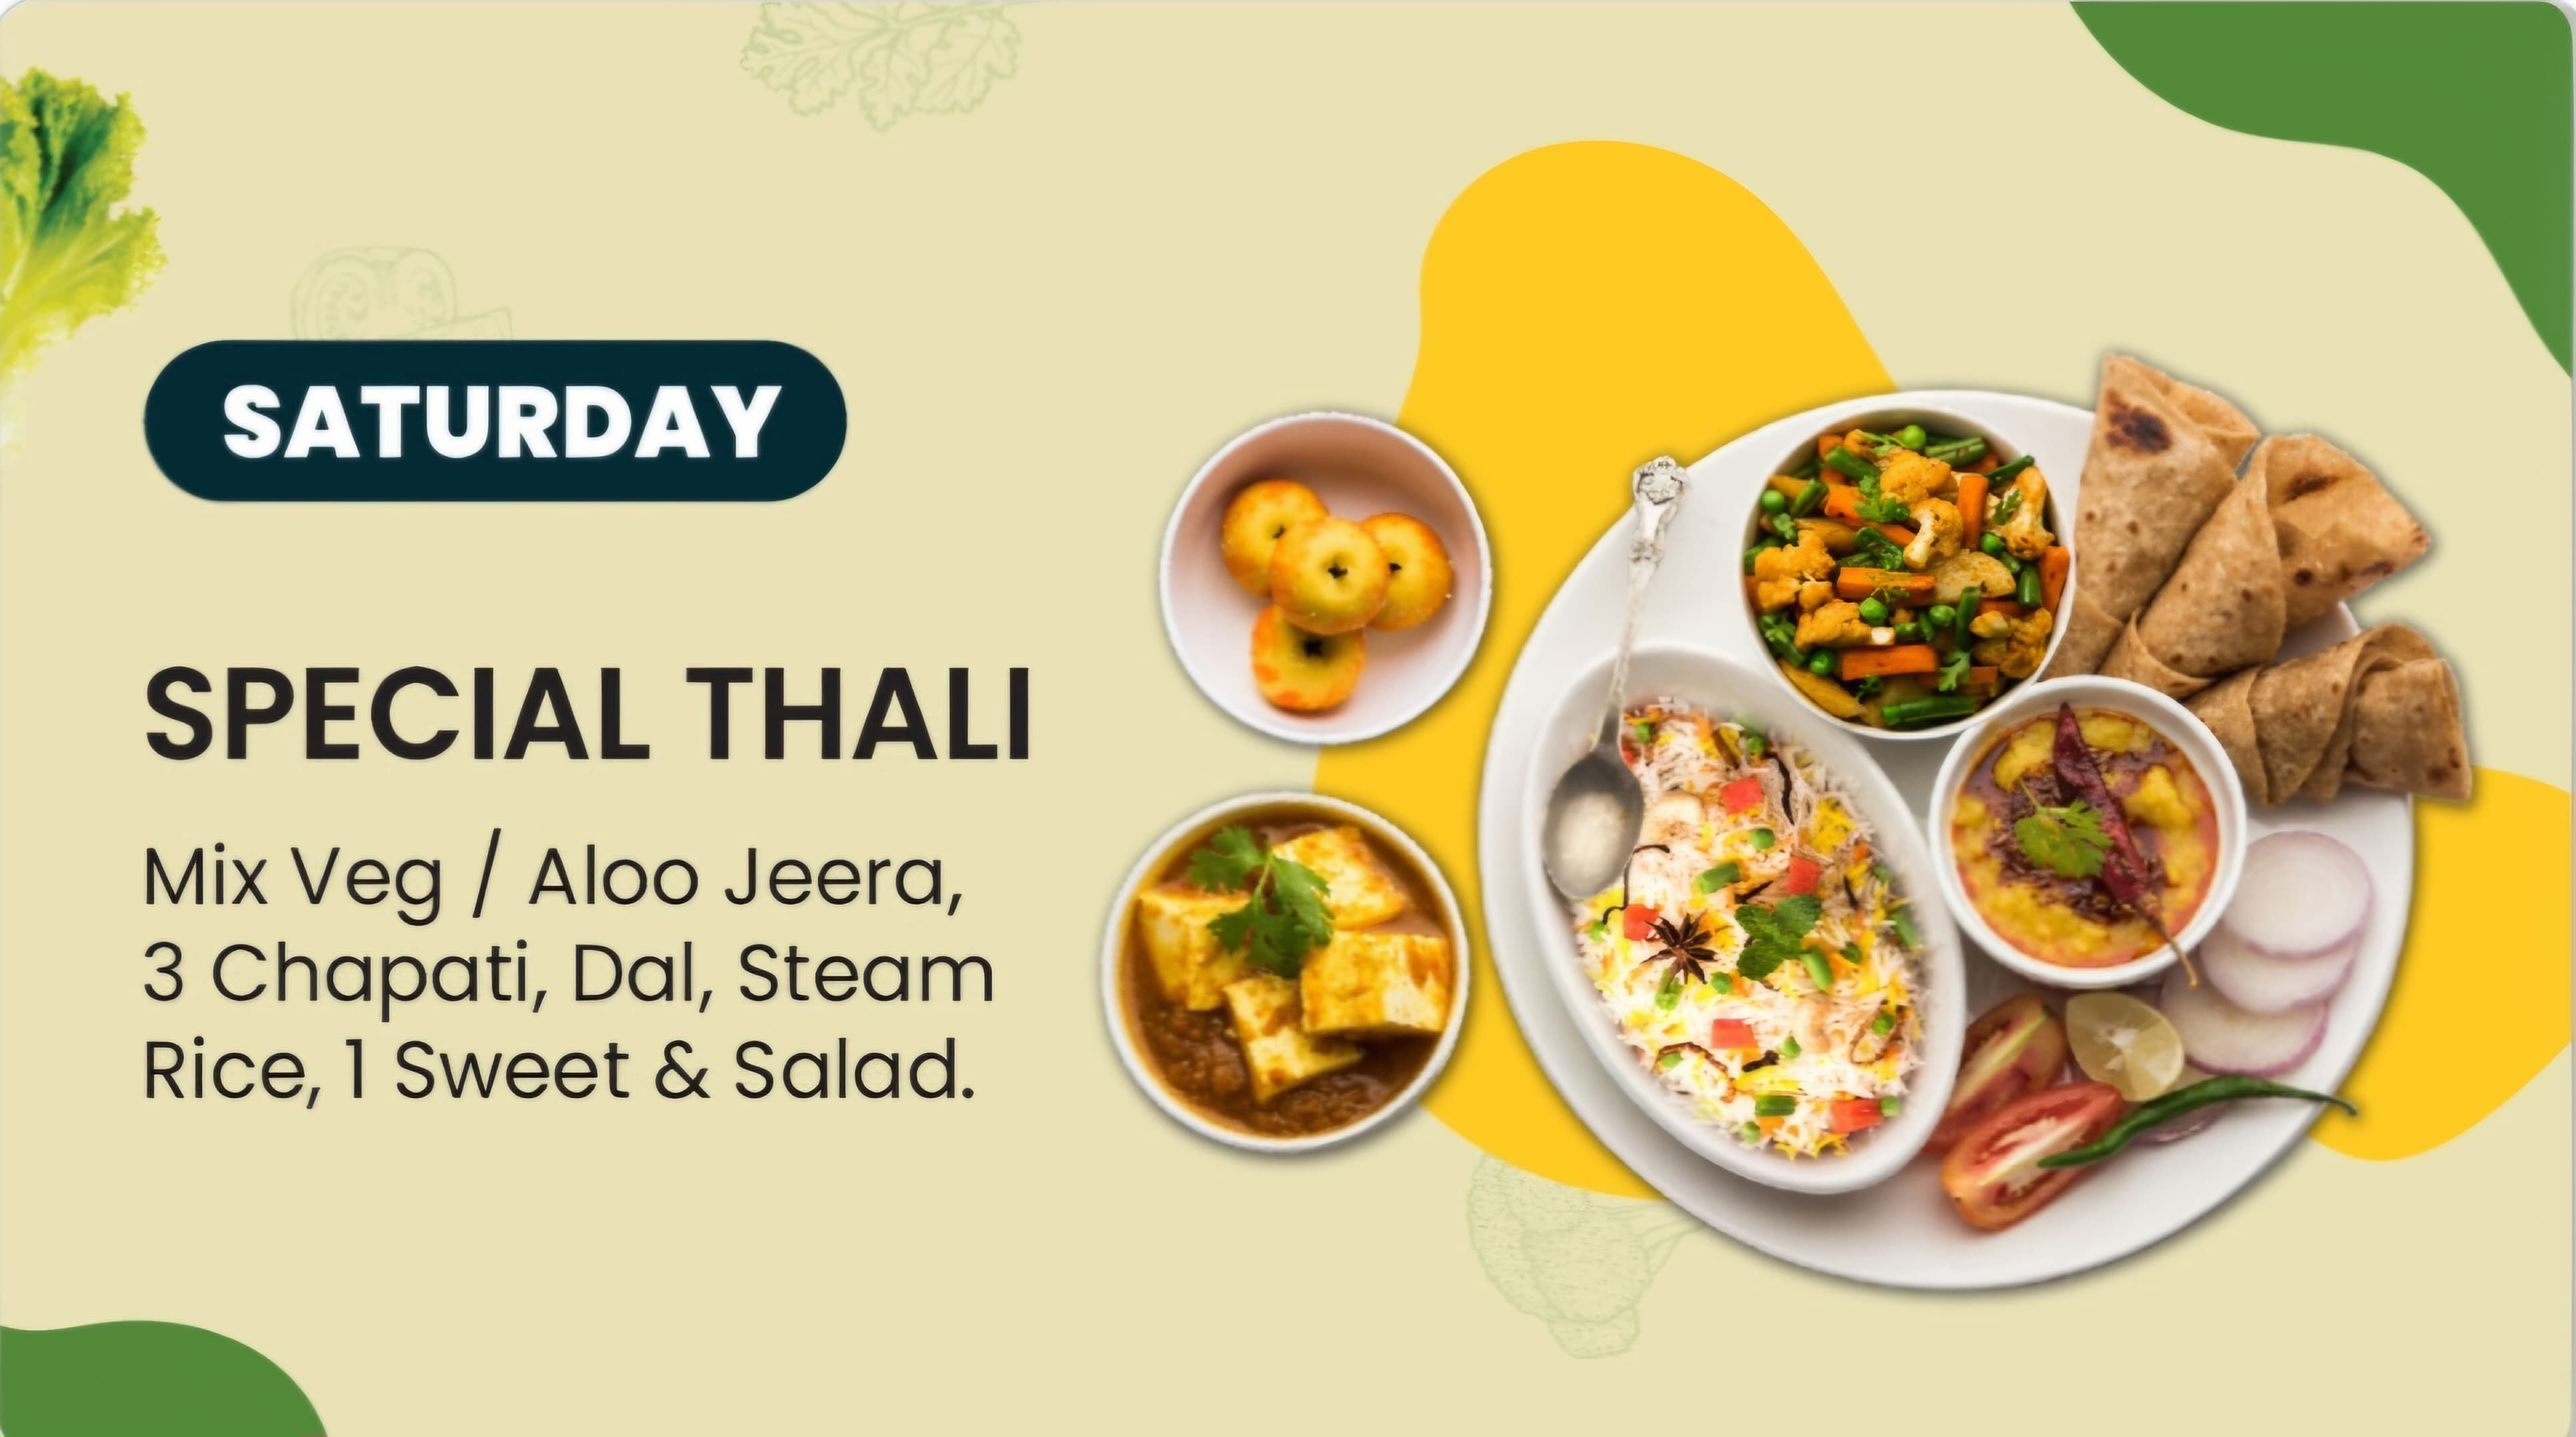 SATURDAY
SPECIAL THALI
Mix Veg / Aloo Jeera,
3 Chapati, Dal, Steam
Rice, 1 Sweet & Salad.